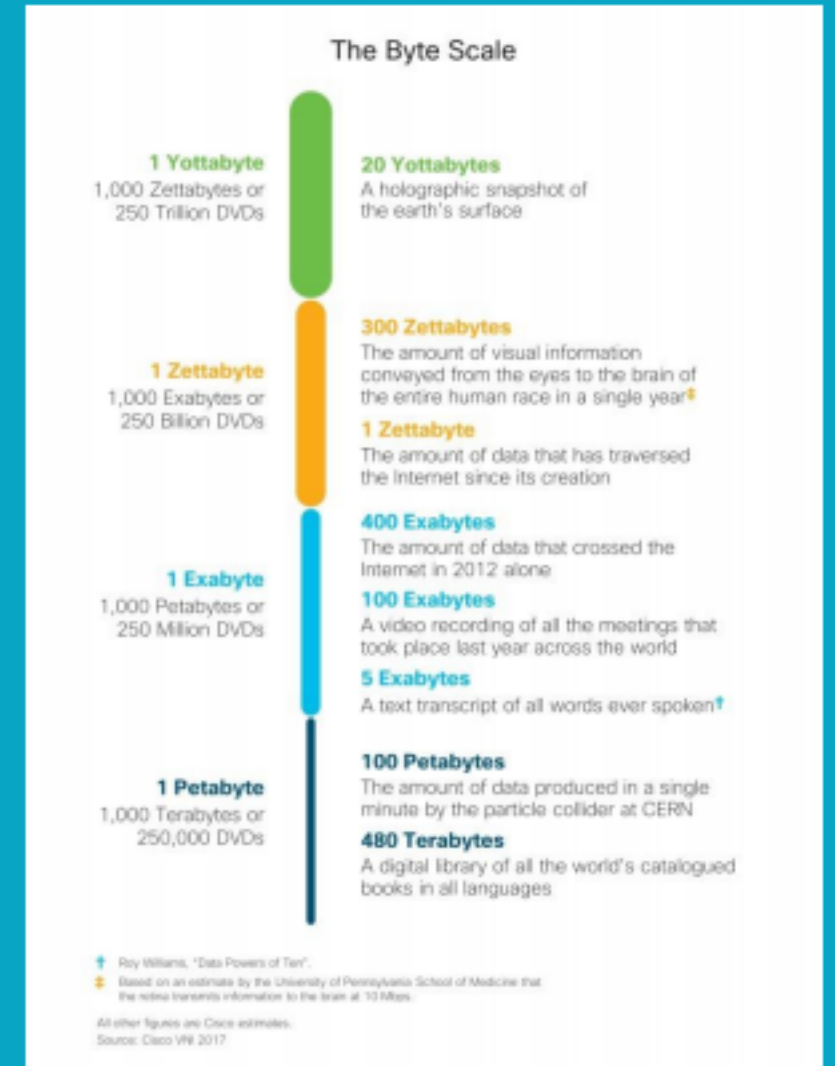 The Byte Scale
1 Yottabyte
1,000 Zettabytes or
250 Trillion DVDs
20 Yottabytes
A holographic snapshot of
the earth's surface
1 Zettabyte
1,000 Exabytes or
250 Billion DVDs
300 Zettabytes
The amount of visual information
conveyed from the eyes to the brain of
the entire human race in a single year‡
1 Zettabyte
The amount of data that has traversed
the Internet since its creation
1 Exabyte
1,000 Petabytes or
250 Million DVDs
400 Exabytes
The amount of data that crossed the
Internet in 2012 alone
100 Exabytes
A video recording of all the meetings that
took place last year across the world
5 Exabytes
A text transcript of all words ever spoken†
1 Petabyte
1,000 Terabytes or
250,000 DVDs
100 Petabytes
The amount of data produced in a single
minute by the particle collider at CERN
480 Terabytes
A digital library of all the world's catalogued
books in all languages
† Roy Williams, "Data Powers of Ten".
‡ Based on an estimate by the University of Pennsylvania School of Medicine that
the retina transmits information to the brain at 10 Mbps.
All other figures are Cisco estimates.
Source: Cisco VNI 2017